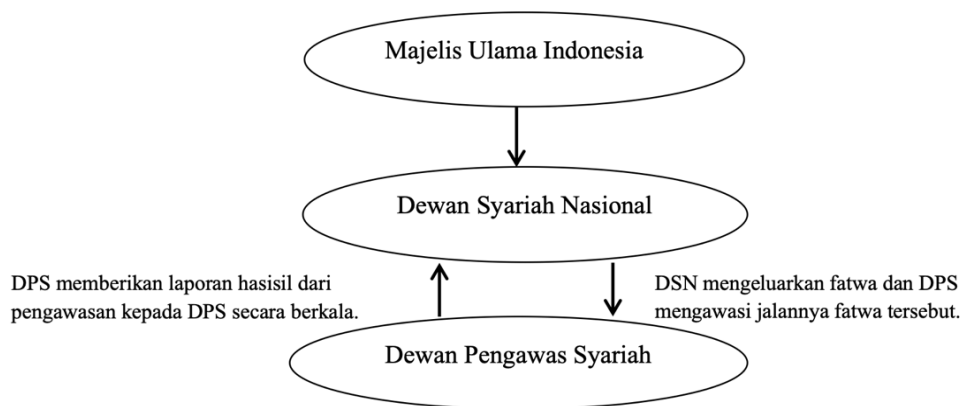 Majelis Ulama Indonesia
Dewan Syariah Nasional
DPS memberikan laporan hasisil dari
pengawasan kepada DPS secara berkala.
DSN mengeluarkan fatwa dan DPS
mengawasi jalannya fatwa tersebut.
Dewan Pengawas Syariah